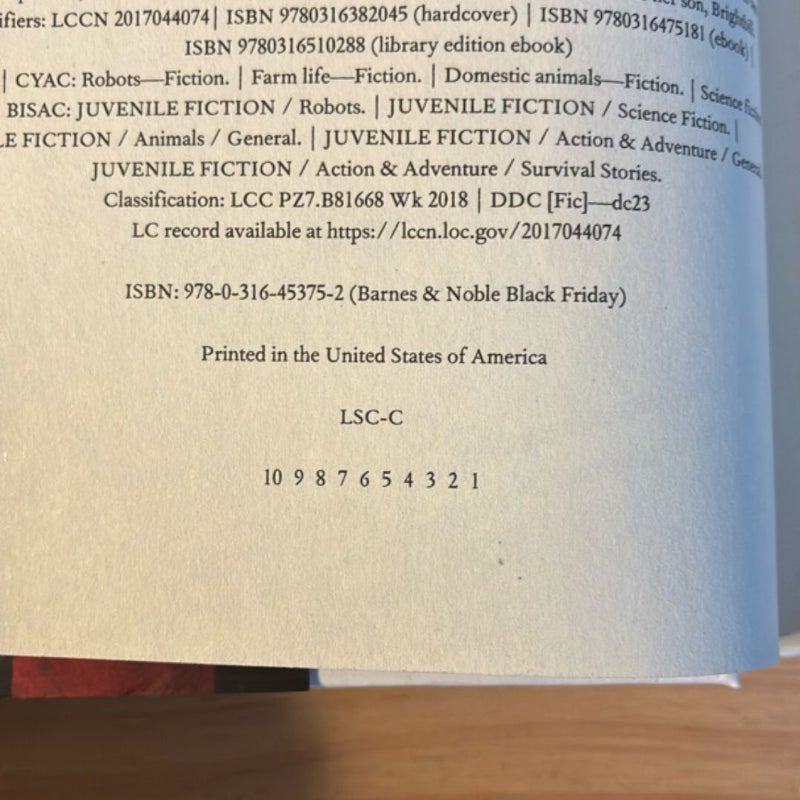 ifiers: LCCN 2017044074| ISBN 9780316382045 (hardcover) | ISBN 9780316475181 (ebook) |
ISBN 9780316510288 (library edition ebook)
| CYAC: Robots—Fiction. | Farm life—Fiction. | Domestic animals—Fiction. | Science
BISAC: JUVENILE FICTION / Robots. | JUVENILE FICTION / Science Fiction. |
LE FICTION / Animals / General. | JUVENILE FICTION / Action & Adventure / General.
JUVENILE FICTION / Action & Adventure / Survival Stories.
Classification: LCC PZ7.B81668 Wk 2018 | DDC [Fic]—dc23
LC record available at https://lccn.loc.gov/2017044074
ISBN: 978-0-316-45375-2 (Barnes & Noble Black Friday)
Printed in the United States of America
LSC-C
10 9 8 7 6 5 4 3 2 1